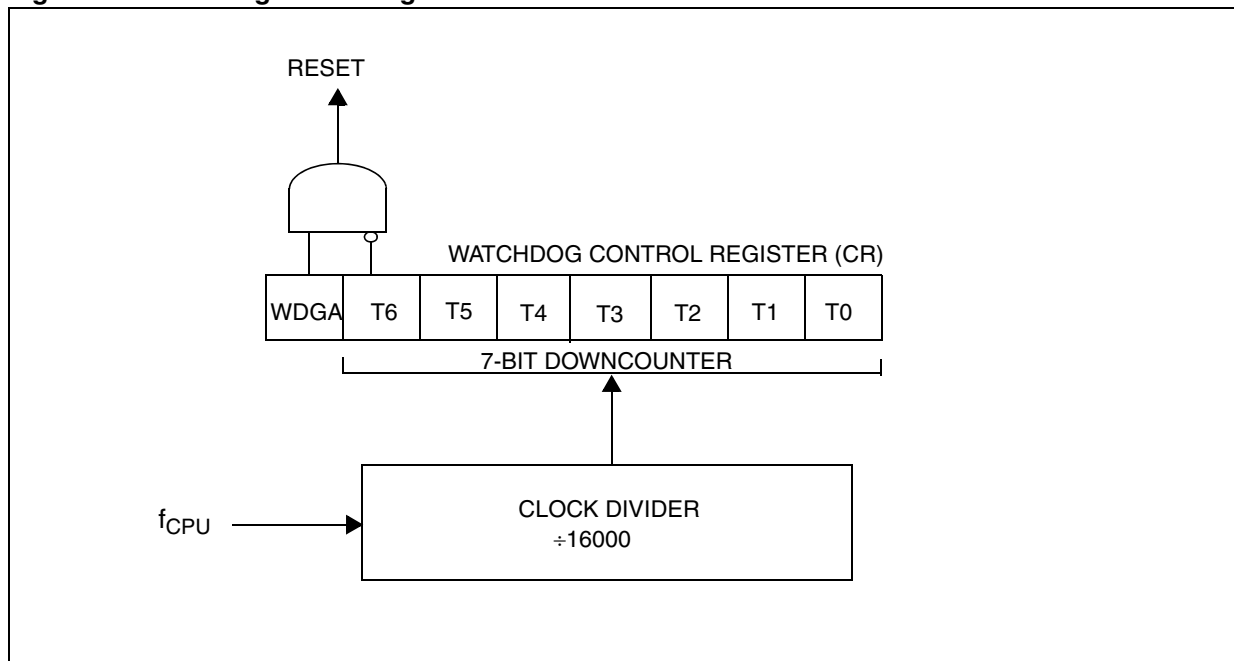 RESET
WATCHDOG CONTROL REGISTER (CR)
WDGA T6 T5 T4 T3 T2 T1 T0
7-BIT DOWNCOUNTER
fCPU
CLOCK DIVIDER
÷16000